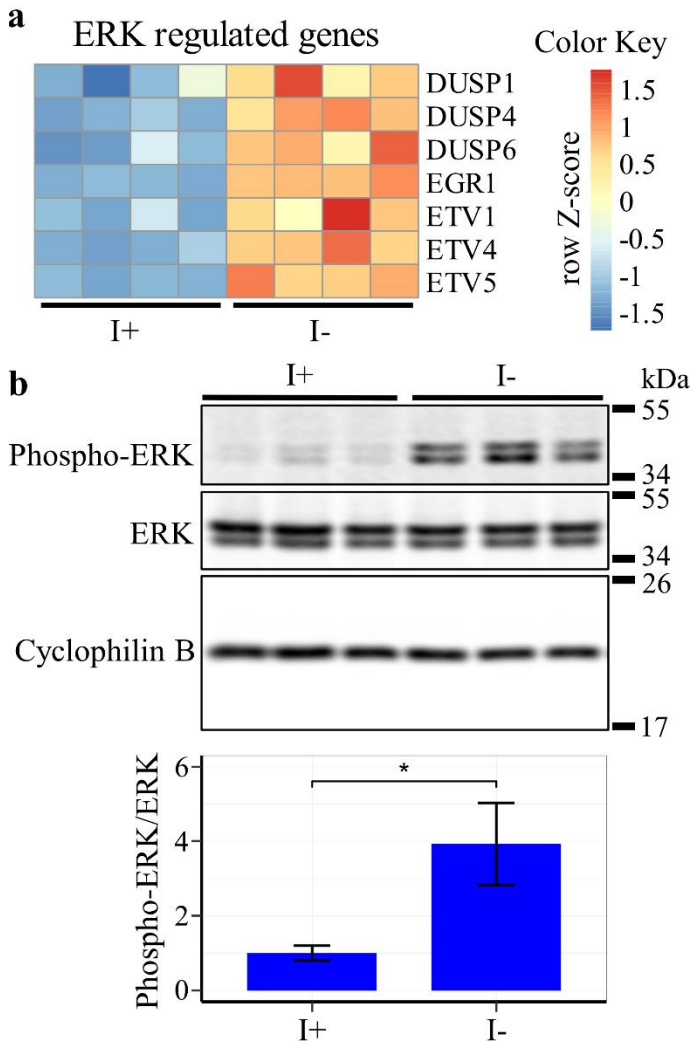 a
ERK regulated genes
Color Key
DUSP1
DUSP4
DUSP6
EGR1
ETV1
ETV4
ETV5
1.5
1
0.5
0
-0.5
-1
-1.5
row Z-score
I+ I-
b
I+ I- kDa
Phospho-ERK
55
34
ERK
55
34
Cyclophilin B
26
17
Phospho-ERK/ERK
6
4
2
0
*
I+ I-